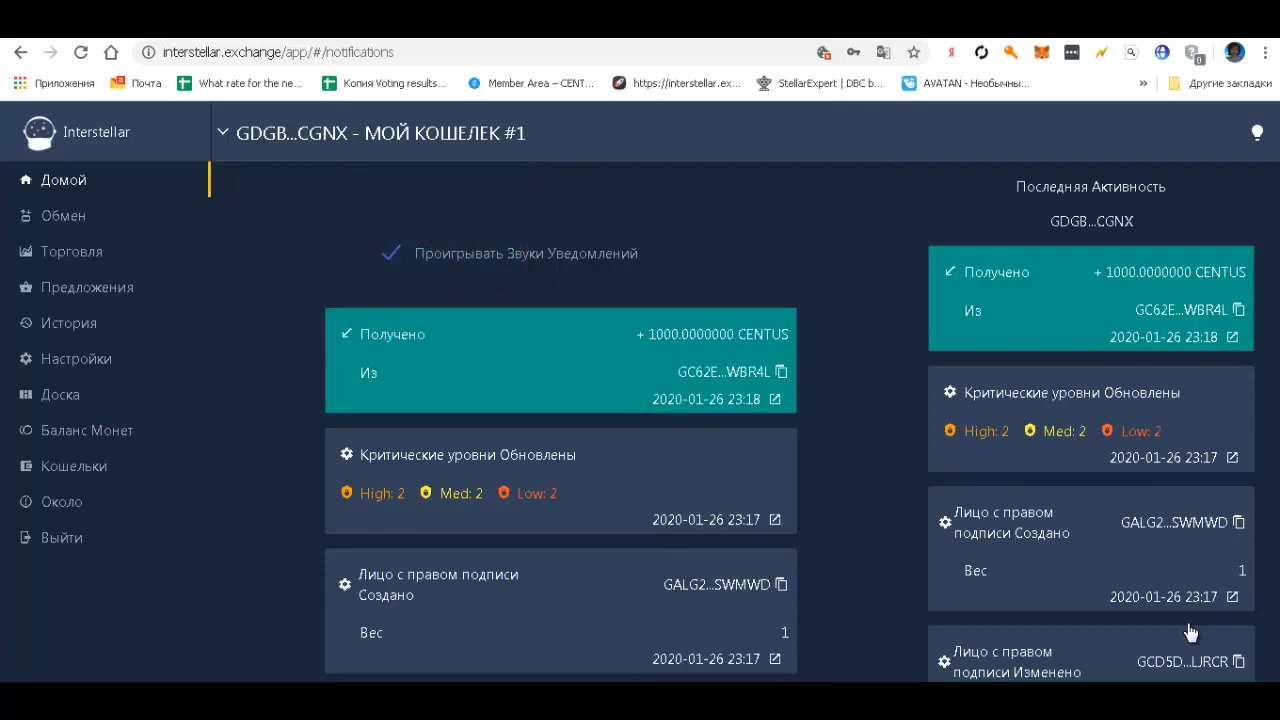 interstellar.exchange/app/#/notifications
Приложения
Почта
What rate for the ne...
Копия Voting results...
Member Area – CENT...
https://interstellar.ex...
StellarExpert | DBC b...
AVATAN - Необычны...
»
Другие закладки
Interstellar
GDGB...CGNX - МОЙ КОШЕЛЕК #1
Домой
Обмен
Торговля
Предложения
История
Настройки
Доска
Баланс Монет
Кошельки
Около
Выйти
Проигрывать Звуки Уведомлений
Получено + 1000.0000000 CENTUS
Из GC62E...WBR4L
2020-01-26 23:18
Критические уровни Обновлены
High: 2 Med: 2 Low: 2
2020-01-26 23:17
Лицо с правом подписи
Создано GALG2...SWMWD
Вес 1
2020-01-26 23:17
Последняя Активность
GDGB...CGNX
Получено + 1000.0000000 CENTUS
Из GC62E...WBR4L
2020-01-26 23:18
Критические уровни Обновлены
High: 2 Med: 2 Low: 2
2020-01-26 23:17
Лицо с правом
подписи Создано GALG2...SWMWD
Вес 1
2020-01-26 23:17
Лицо с правом
подписи Изменено GCD5D...LJRCR